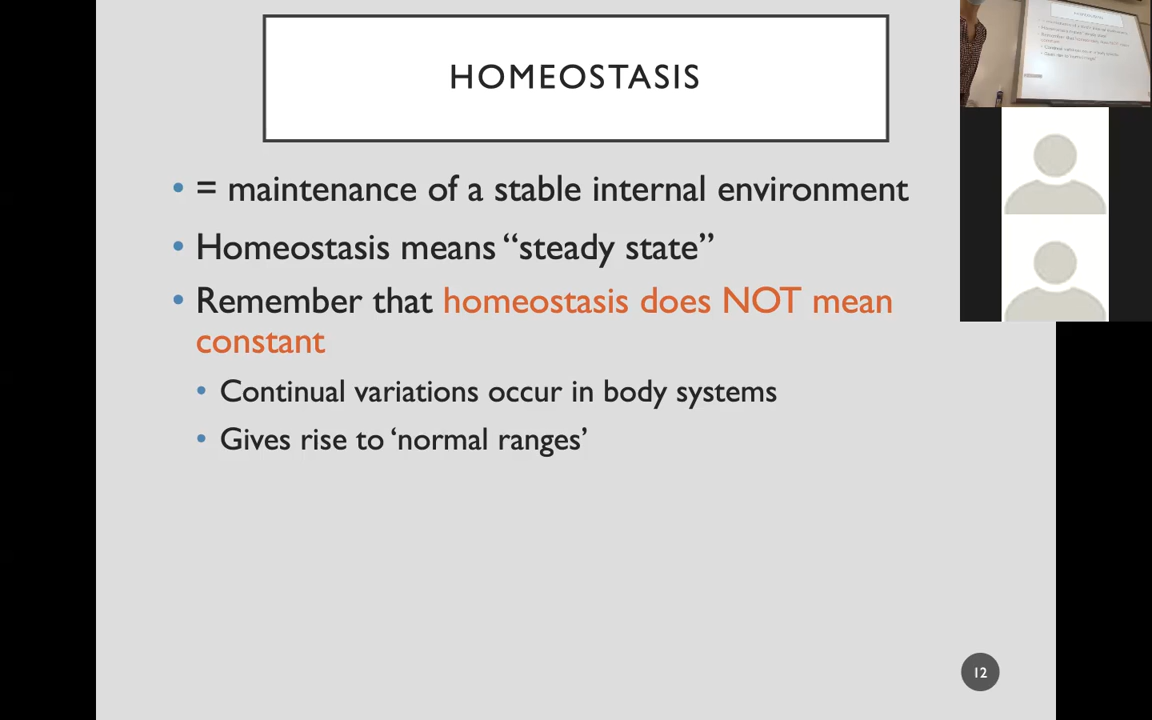 HOMEOSTASIS
• = maintenance of a stable internal environment
• Homeostasis means “steady state”
• Remember that homeostasis does NOT mean
constant
• Continual variations occur in body systems
• Gives rise to ‘normal ranges’
12